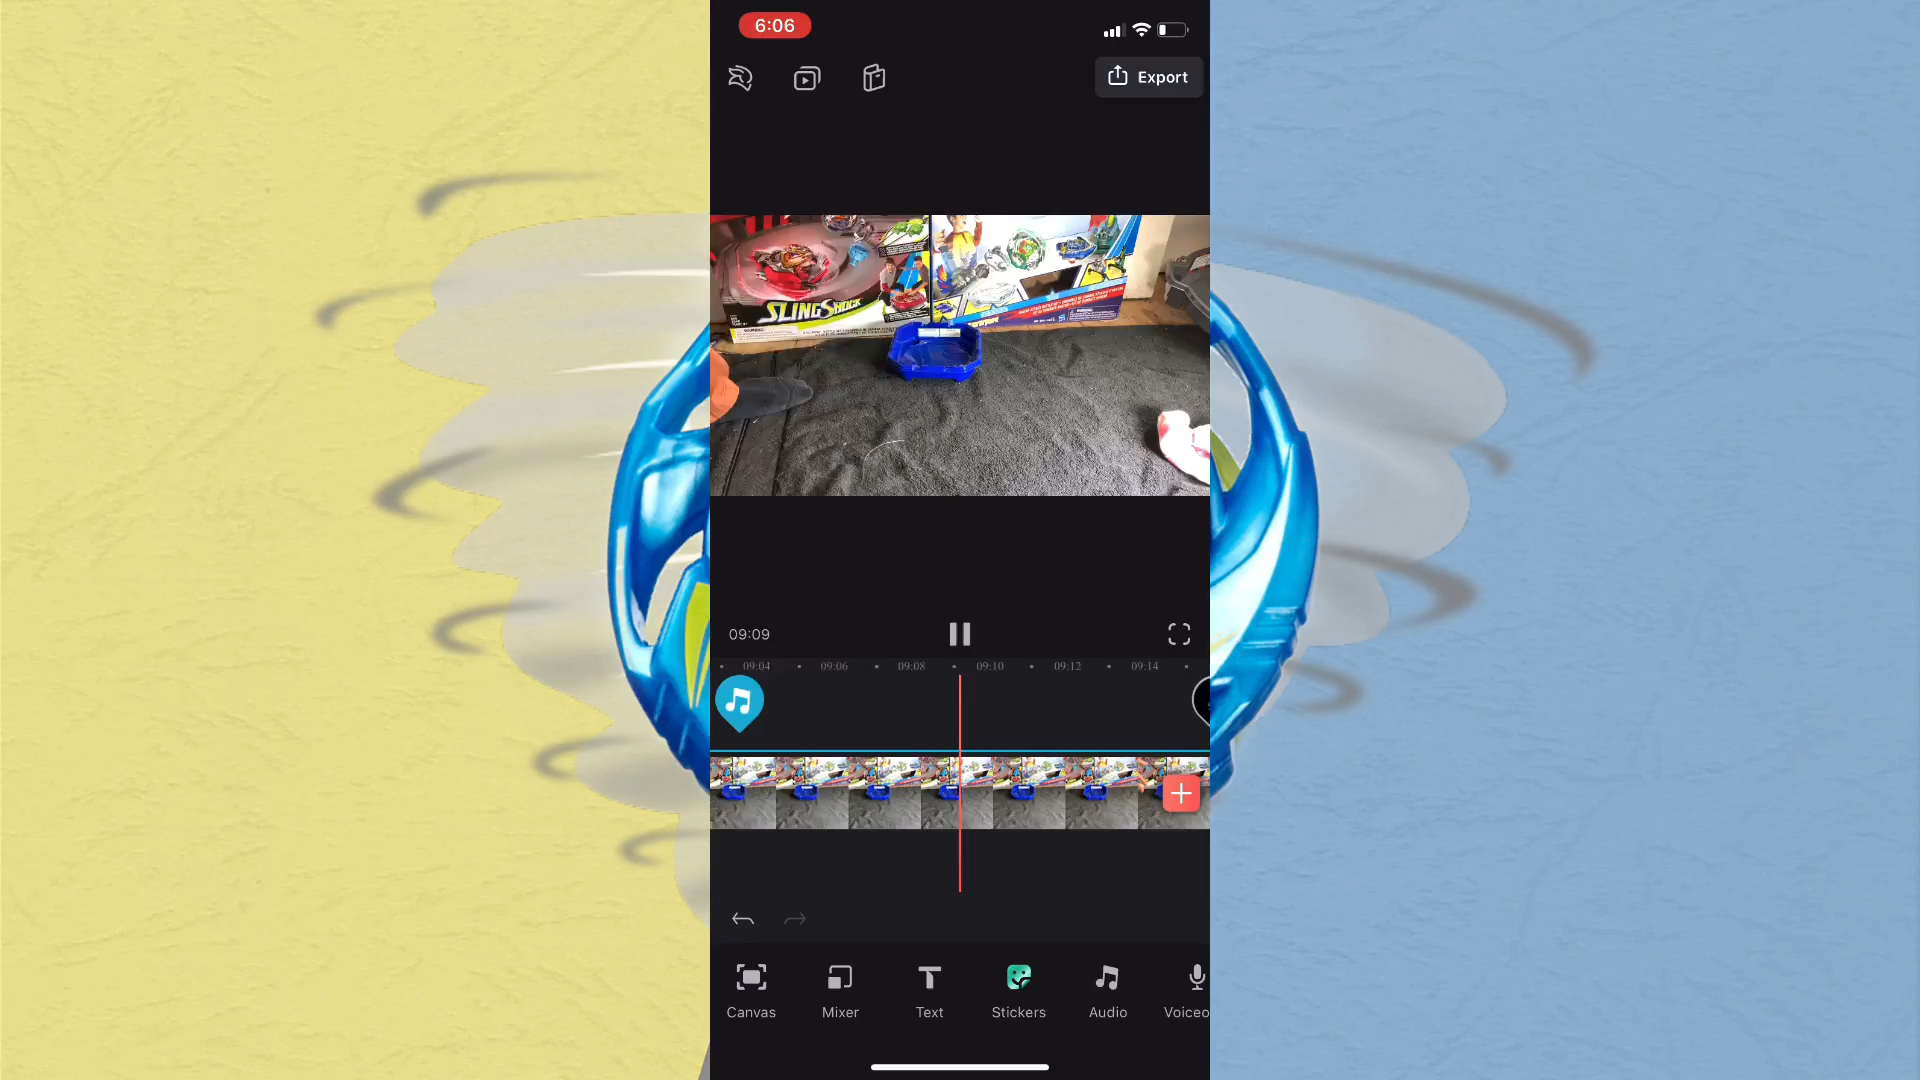 6:06
Export
SLINGSHOCK
WARNING
09:09
09:04 09:06 09:08 09:10 09:12 09:14
Canvas Mixer Text Stickers Audio Voiceo